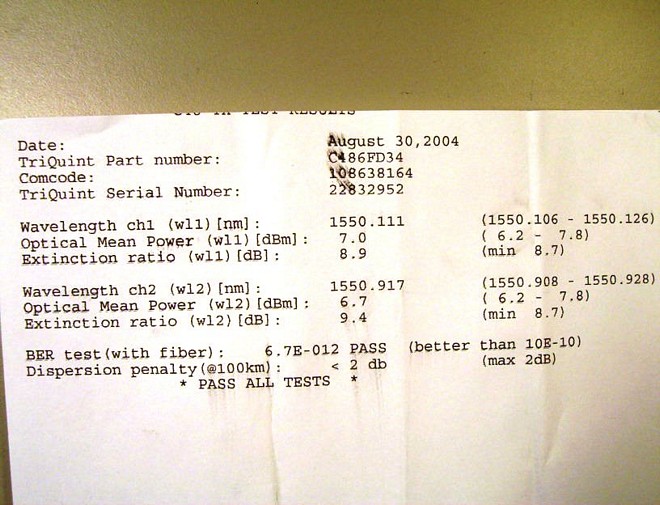 TEST RESULTS
Date: August 30,2004
TriQuint Part number: C486FD34
Comcode: 108638164
TriQuint Serial Number: 22832952
Wavelength ch1 (wl1)[nm]: 1550.111 (1550.106 - 1550.126)
Optical Mean Power (wl1)[dBm]: 7.0 ( 6.2 - 7.8)
Extinction ratio (wl1)[dB]: 8.9 (min 8.7)
Wavelength ch2 (wl2)[nm]: 1550.917 (1550.908 - 1550.928)
Optical Mean Power (wl2)[dBm]: 6.7 ( 6.2 - 7.8)
Extinction ratio (wl2)[dB]: 9.4 (min 8.7)
BER test(with fiber): 6.7E-012 PASS (better than 10E-10)
Dispersion penalty(@100km): < 2 db (max 2dB)
* PASS ALL TESTS *